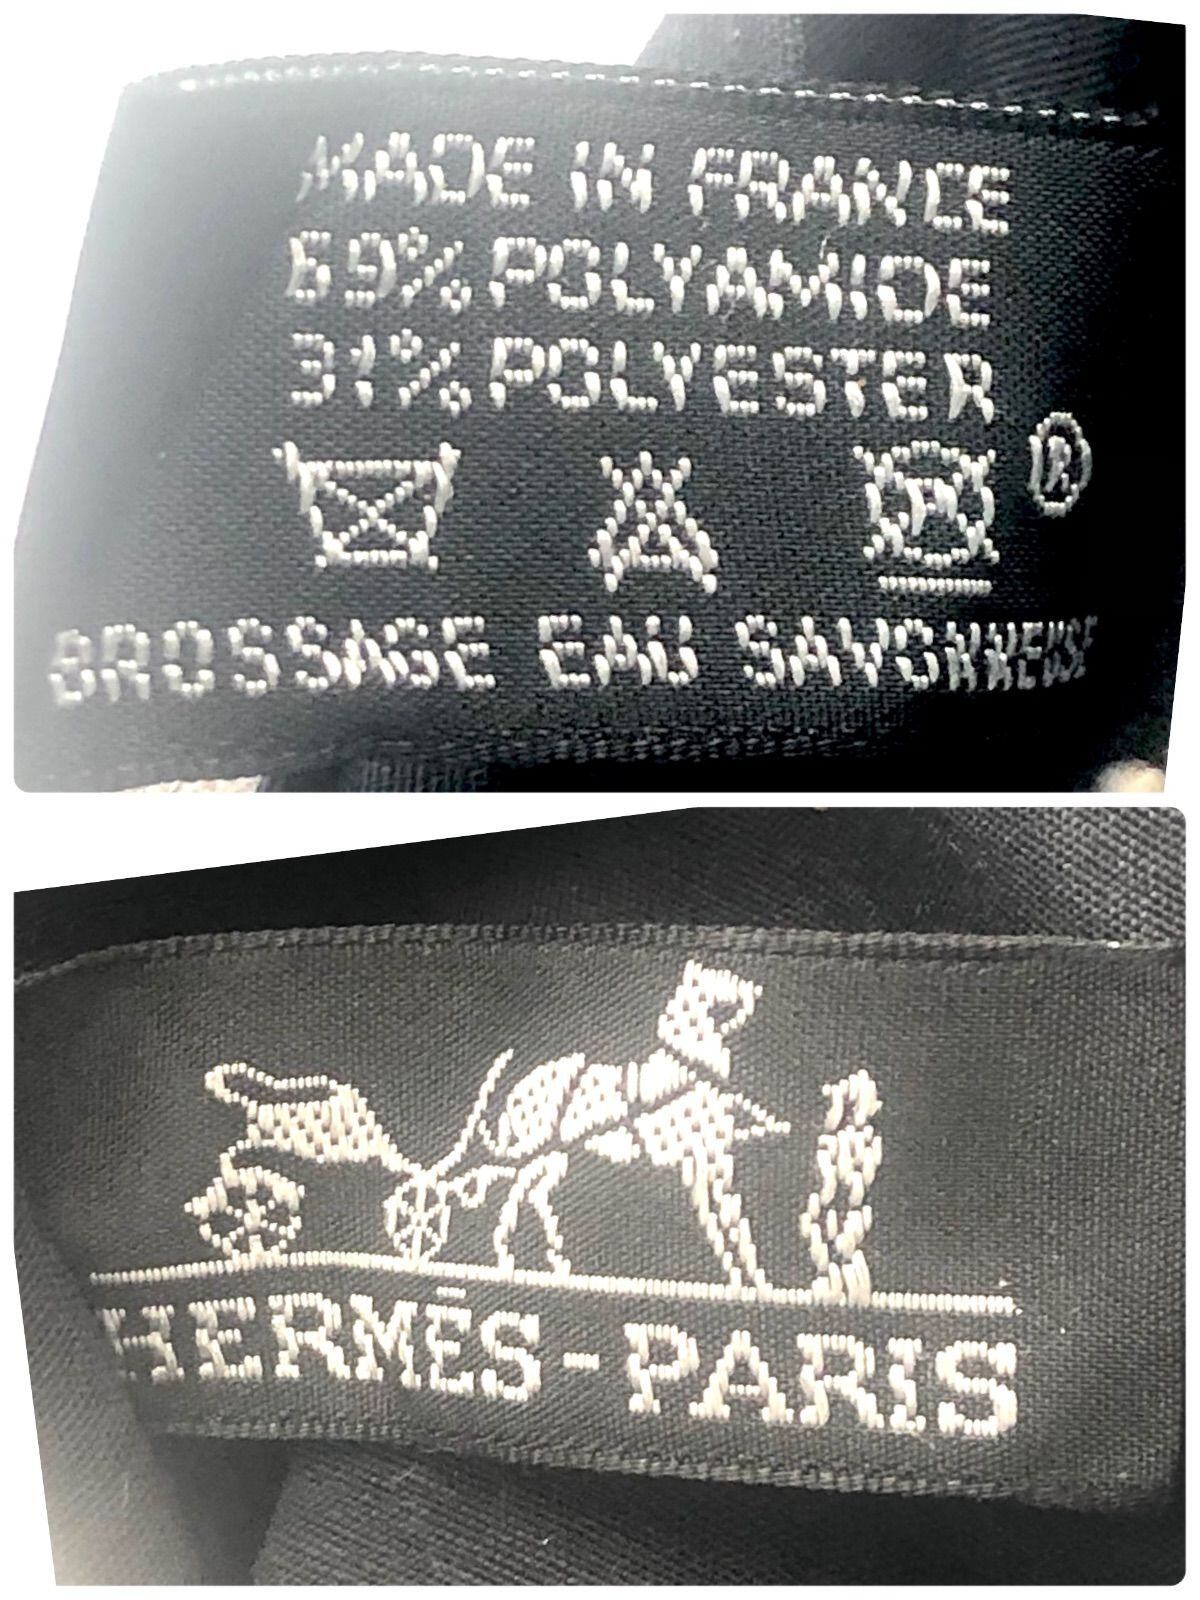 MADE IN FRANCE
69% POLYAMIDE
31% POLYESTER
P ®
BROSSAGE EAU SAVONNEUSE
HERMÈS-PARIS